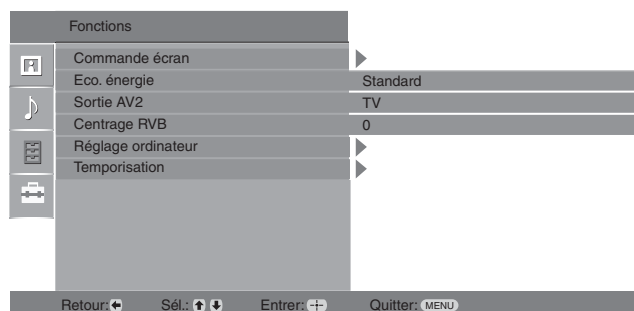 Fonctions
Commande écran
Eco. énergie Standard
Sortie AV2 TV
Centrage RVB 0
Réglage ordinateur
Temporisation
Retour: Sél.: Entrer: Quitter: MENU